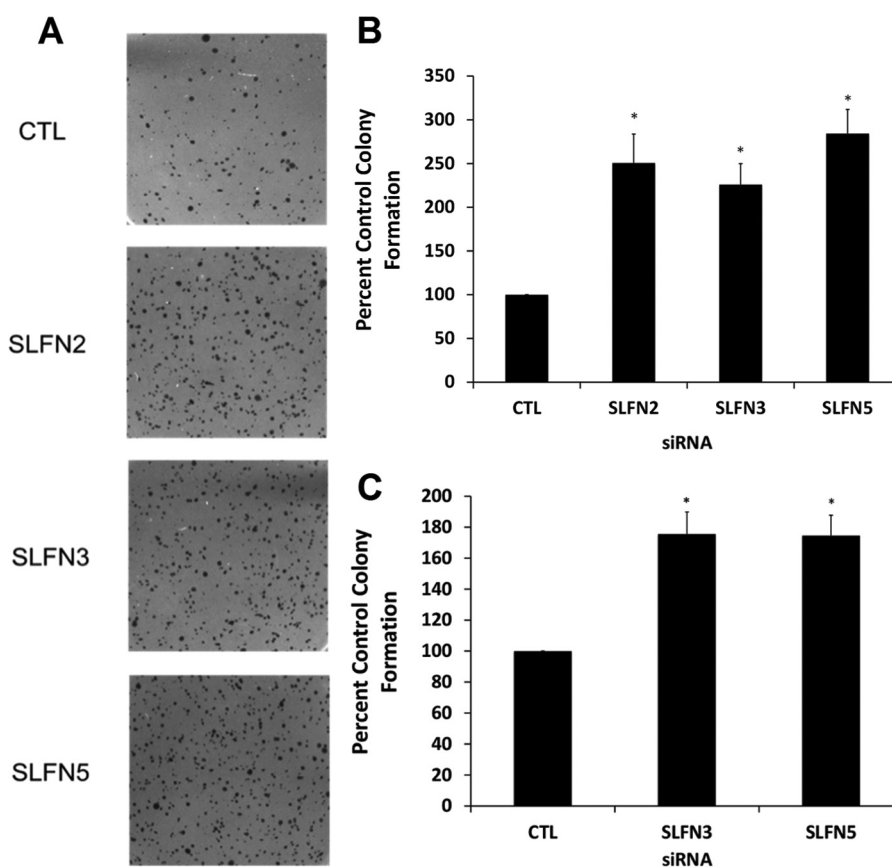 A
CTL
SLFN2
SLFN3
SLFN5
B
Percent Control Colony
Formation
350
300
250
200
150
100
50
0
*
*
*
CTL
SLFN2
SLFN3
SLFN5
siRNA
C
Percent Control Colony
Formation
200
180
160
140
120
100
80
60
40
20
0
*
*
CTL
SLFN3
SLFN5
siRNA